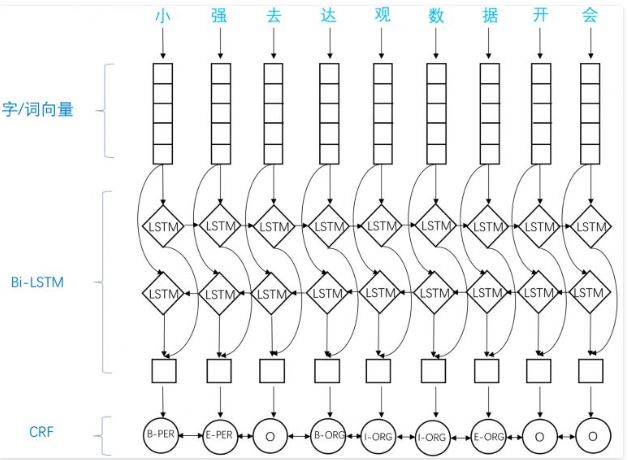 小 强 去 达 观 数 据 开 会
字/词向量
LSTM LSTM LSTM LSTM LSTM LSTM LSTM LSTM LSTM
Bi-LSTM
LSTM LSTM LSTM LSTM LSTM LSTM LSTM LSTM LSTM
CRF
B-PER E-PER O B-ORG I-ORG I-ORG E-ORG O O